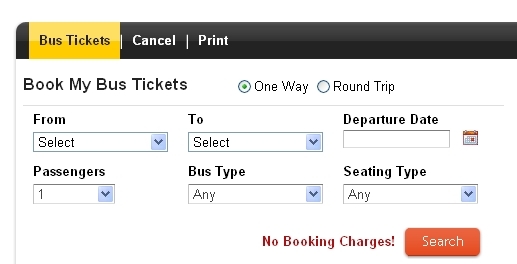 Bus Tickets | Cancel | Print
Book My Bus Tickets One Way Round Trip
From To Departure Date
Select Select
Passengers Bus Type Seating Type
1 Any Any
No Booking Charges! Search